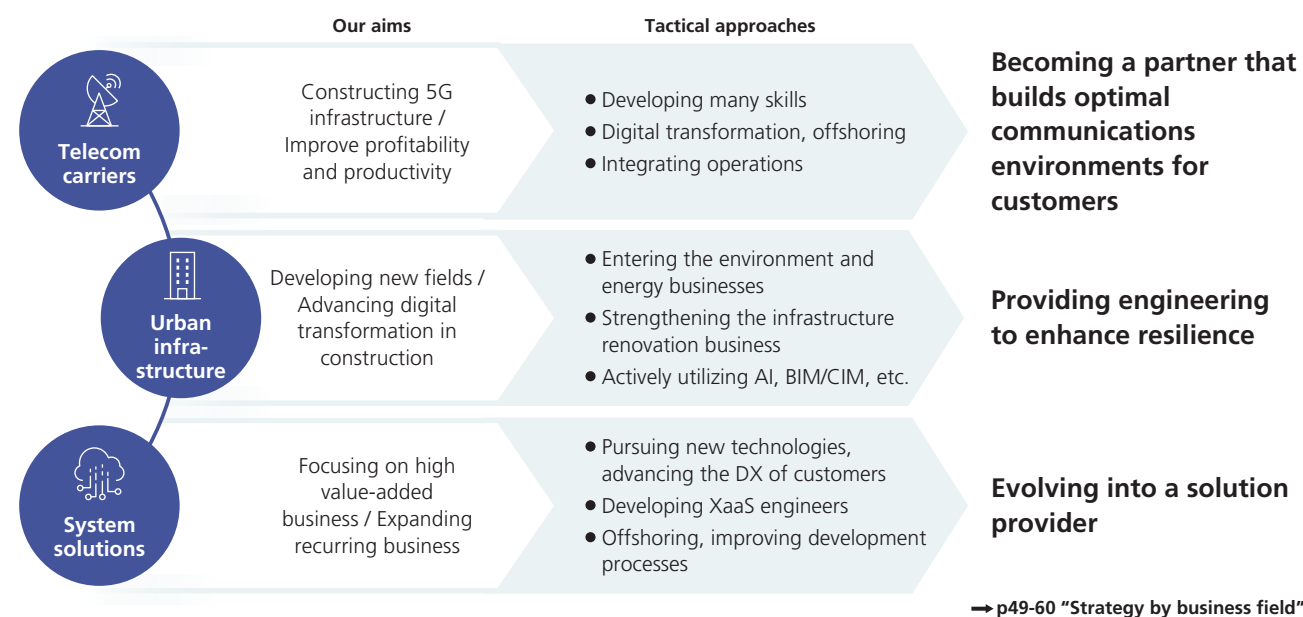 Our aims
Tactical approaches
Telecom
carriers
Constructing 5G
infrastructure /
Improve profitability
and productivity
● Developing many skills
● Digital transformation, offshoring
● Integrating operations
Becoming a partner that
builds optimal
communications
environments for
customers
Urban
infra-
structure
Developing new fields /
Advancing digital
transformation in
construction
● Entering the environment and
energy businesses
● Strengthening the infrastructure
renovation business
● Actively utilizing AI, BIM/CIM, etc.
Providing engineering
to enhance resilience
System
solutions
Focusing on high
value-added
business / Expanding
recurring business
● Pursuing new technologies,
advancing the DX of customers
● Developing XaaS engineers
● Offshoring, improving development
processes
Evolving into a solution
provider
→ p49-60 “Strategy by business field”